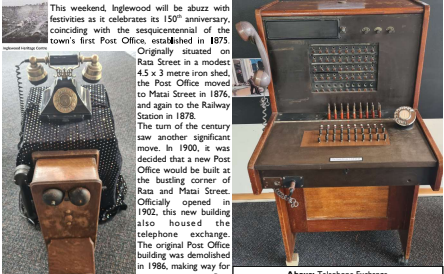 This weekend, Inglewood will be abuzz with
festivities as it celebrates its 150th anniversary,
coinciding with the sesquicentennial of the
town's first Post Office, established in 1875.
Inglewood Heritage Centre
Originally situated on
Rata Street in a modest
4.5 x 3 metre iron shed,
the Post Office moved
to Matai Street in 1876,
and again to the Railway
Station in 1878.
The turn of the century
saw another significant
move. In 1900, it was
decided that a new Post
Office would be built at
the bustling corner of
Rata and Matai Street.
Officially opened in
1902, this new building
also housed the
telephone exchange.
The original Post Office
building was demolished
in 1986, making way for
Above: Telephone Exchange